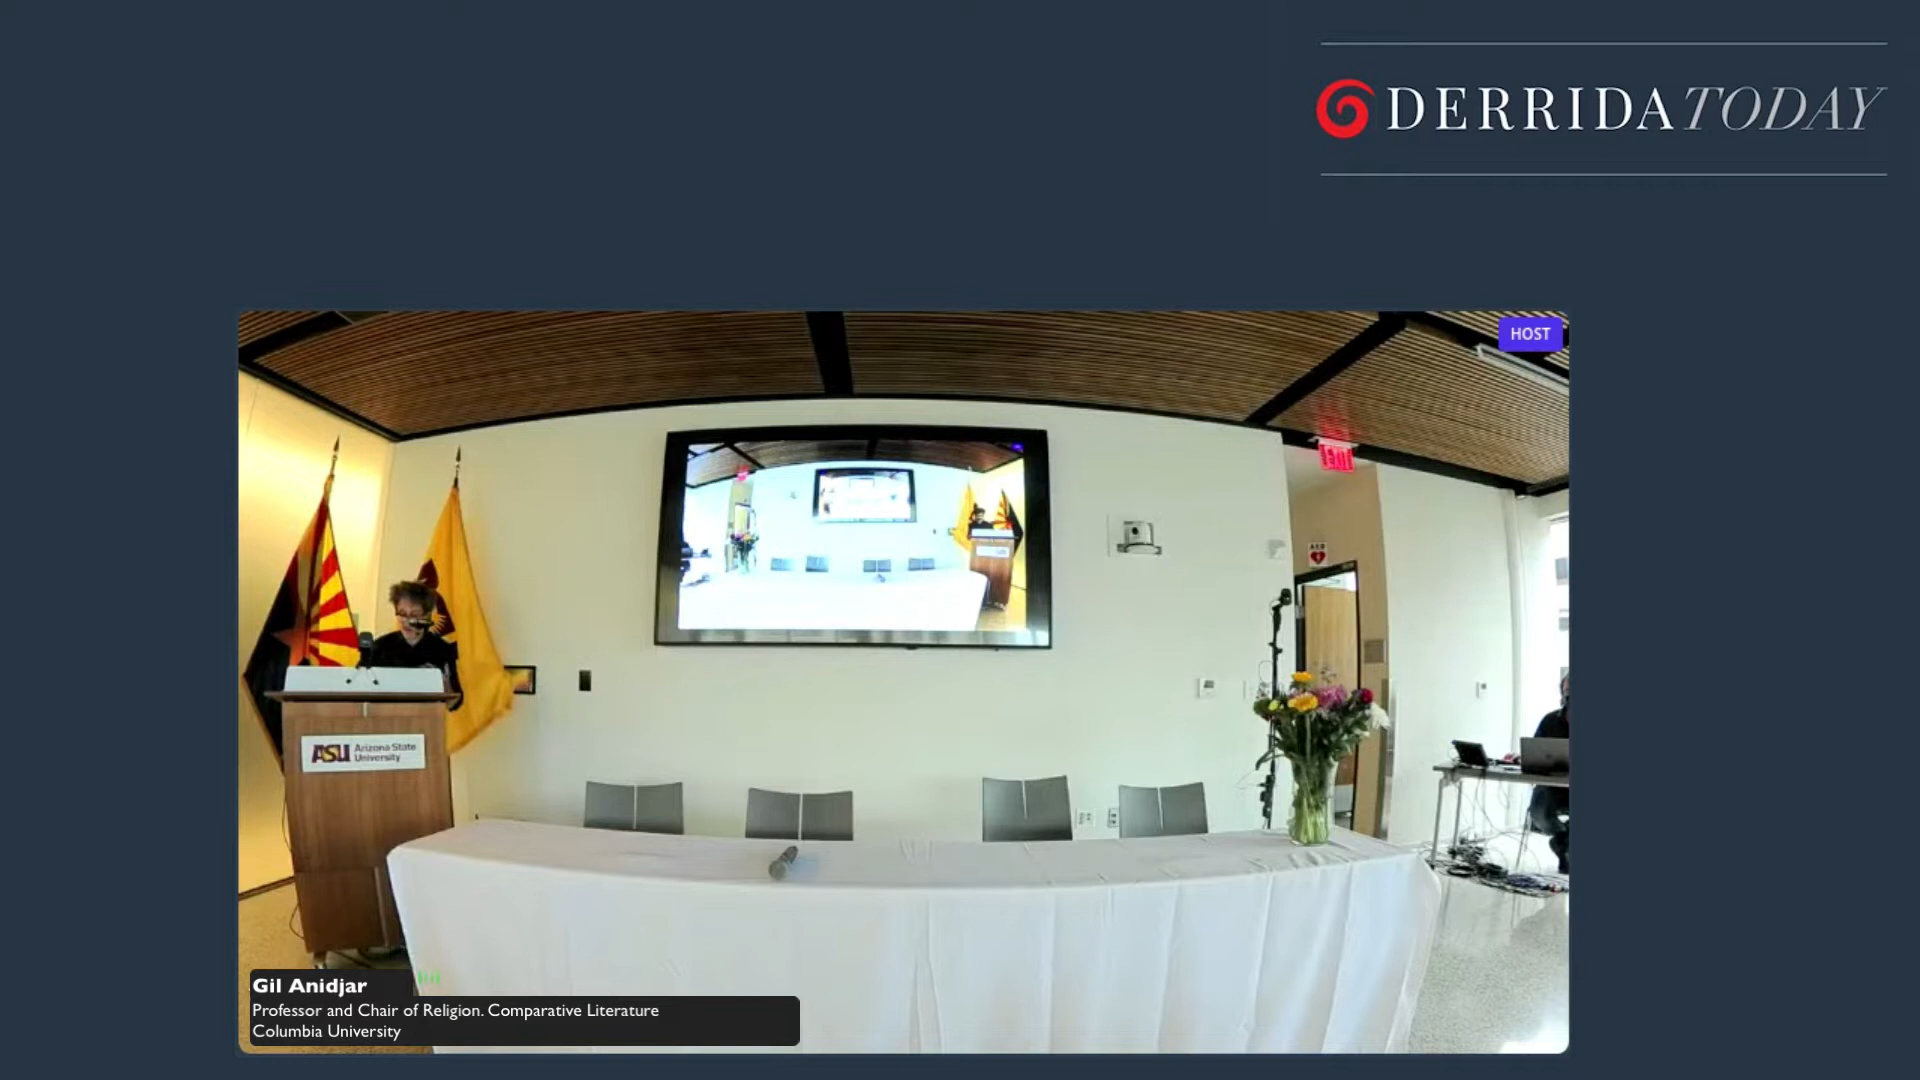 DERRIDA TODAY
HOST
EXIT
AED
ASU Arizona State
University
Gil Anidjar
Professor and Chair of Religion. Comparative Literature
Columbia University